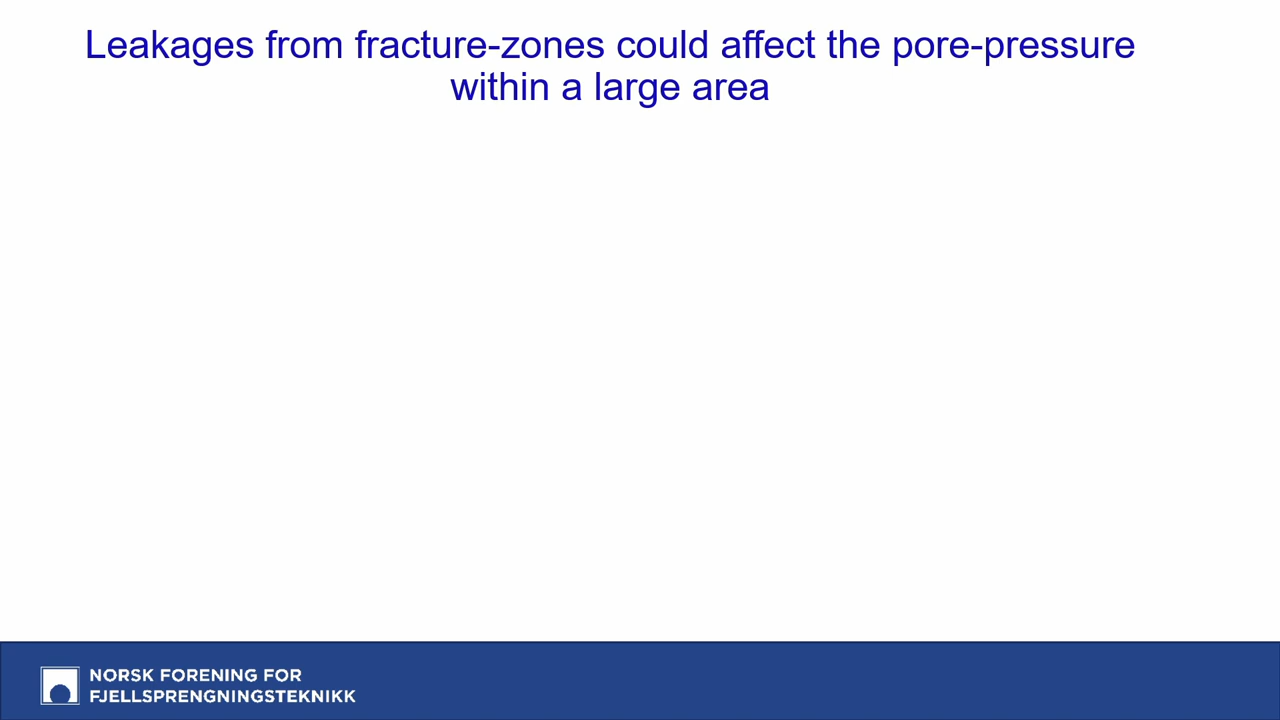 Leakages from fracture-zones could affect the pore-pressure
within a large area
NORSK FORENING FOR
FJELLSPRENGNINGSTEKNIKK